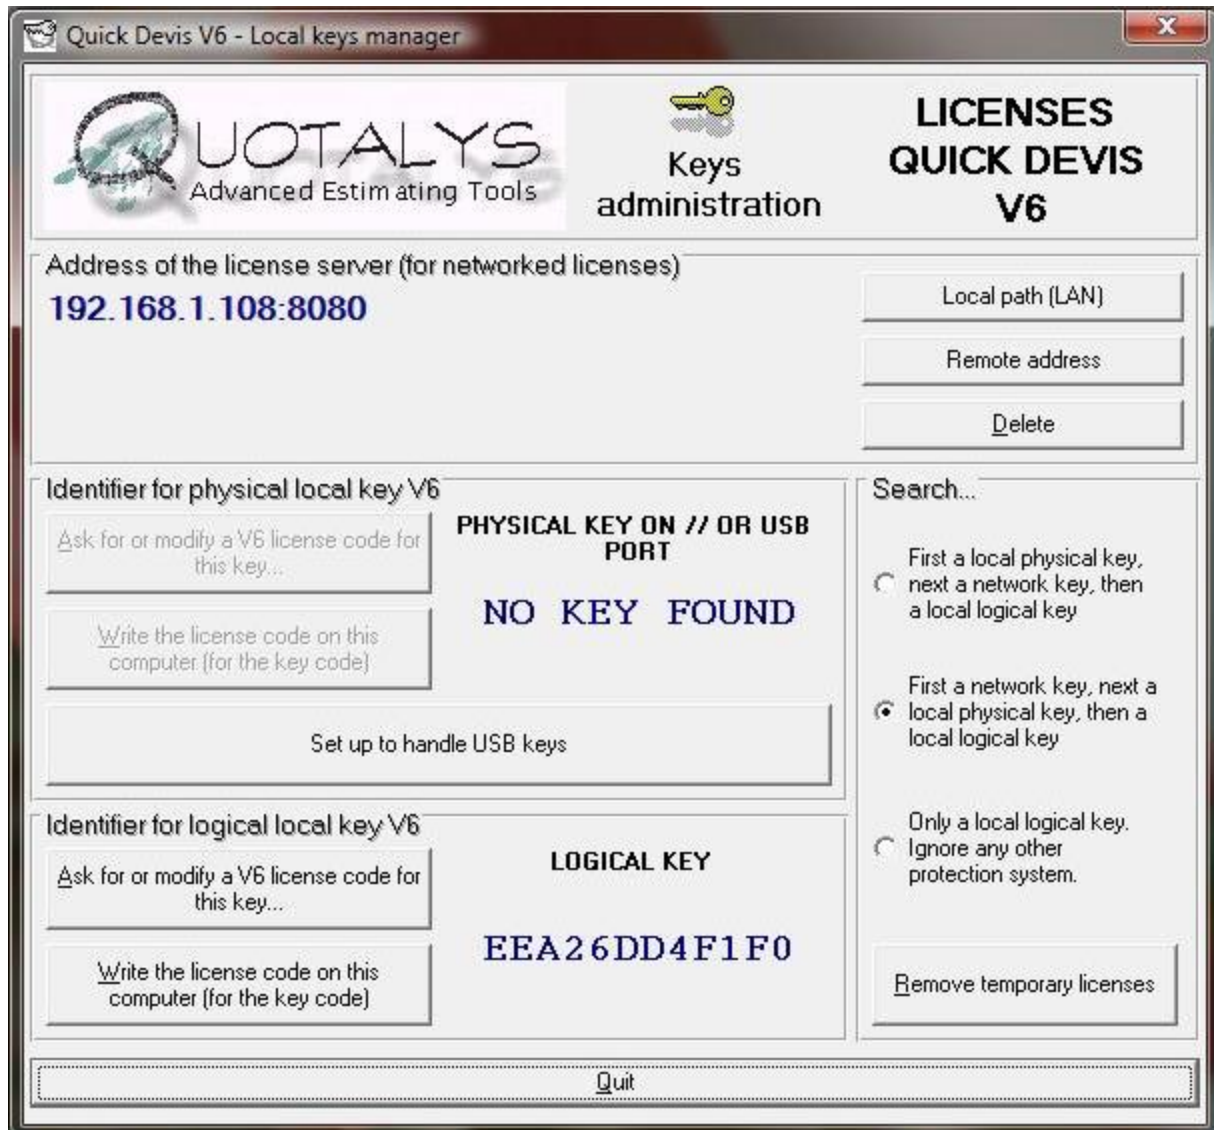 Quick Devis V6 - Local keys manager
QUOTALYS
Advanced Estimating Tools
Keys
administration
LICENSES
QUICK DEVIS
V6
Address of the license server (for networked licenses)
192.168.1.108:8080
Local path (LAN)
Remote address
Delete
Identifier for physical local key V6
Ask for or modify a V6 license code for
this key...
Write the license code on this
computer (for the key code)
PHYSICAL KEY ON // OR USB
PORT
NO KEY FOUND
Set up to handle USB keys
Identifier for logical local key V6
Ask for or modify a V6 license code for
this key...
Write the license code on this
computer (for the key code)
LOGICAL KEY
EEA26DD4F1F0
Search...
First a local physical key,
next a network key, then
a local logical key
First a network key, next a
local physical key, then a
local logical key
Only a local logical key.
Ignore any other
protection system.
Remove temporary licenses
Quit